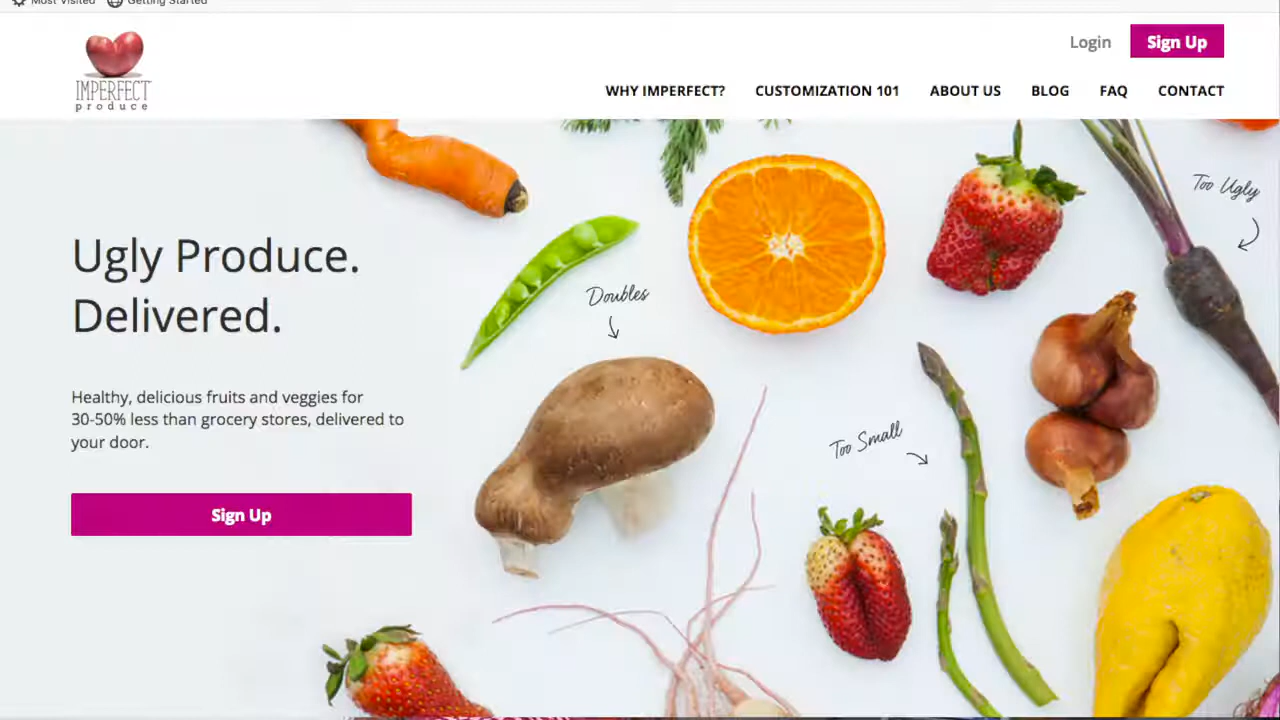 Most Visited
Getting Started
Login
Sign Up
IMPERFECT
produce
WHY IMPERFECT?
CUSTOMIZATION 101
ABOUT US
BLOG
FAQ
CONTACT
Too Ugly
Ugly Produce.
Delivered.
Doubles
Healthy, delicious fruits and veggies for
30-50% less than grocery stores, delivered to
your door.
Too Small
Sign Up